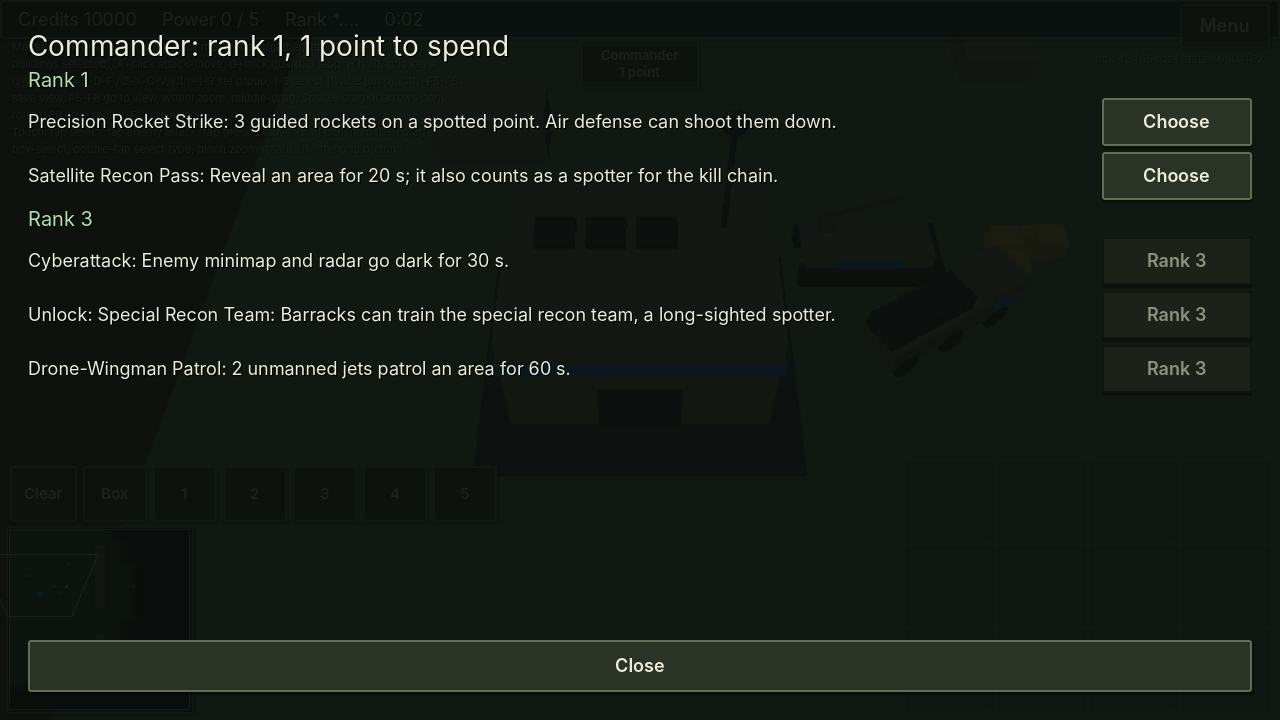 Credits 10000 Power 0 / 5 Rank *.... 0:02
Menu
Commander: rank 1, 1 point to spend
Commander
1 point
Rank 1
Precision Rocket Strike: 3 guided rockets on a spotted point. Air defense can shoot them down.
Choose
Satellite Recon Pass: Reveal an area for 20 s; it also counts as a spotter for the kill chain.
Choose
Rank 3
Cyberattack: Enemy minimap and radar go dark for 30 s.
Rank 3
Unlock: Special Recon Team: Barracks can train the special recon team, a long-sighted spotter.
Rank 3
Drone-Wingman Patrol: 2 unmanned jets patrol an area for 60 s.
Rank 3
Clear Box 1 2 3 4 5
Close